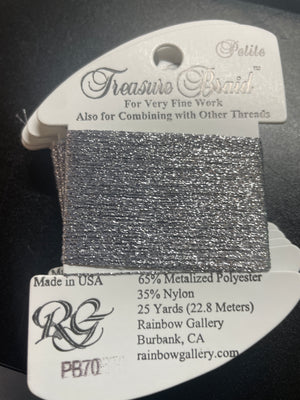 Petite
Treasure Braid™
For Very Fine Work
Also for Combining with Other Threads
Made in USA
65% Metalized Polyester
35% Nylon
25 Yards (22.8 Meters)
RG
Rainbow Gallery
Burbank, CA
PB70
rainbowgallery.com